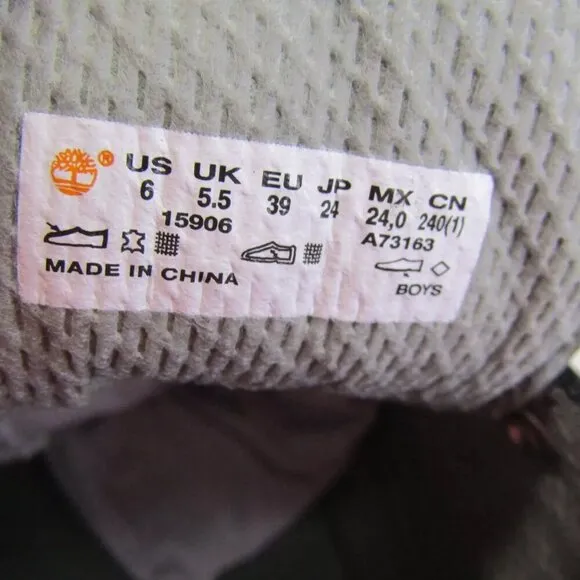 US UK EU JP MX CN
6 5.5 39 24 24,0 240(1)
15906 A73163
MADE IN CHINA BOYS